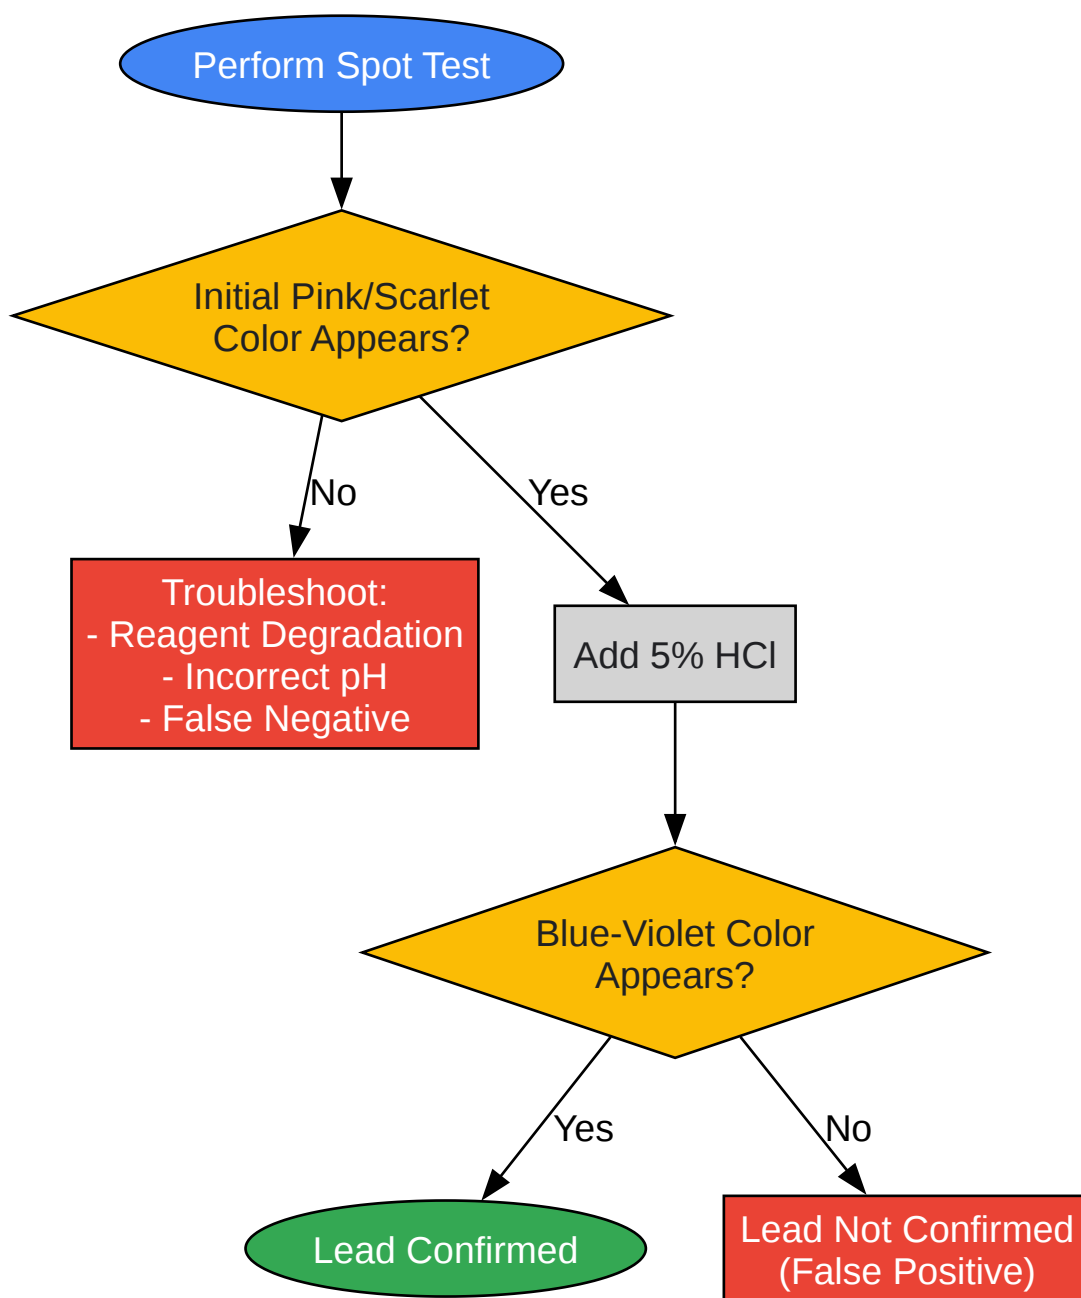 Perform Spot Test
Initial Pink/Scarlet
Color Appears?
No
Yes
Troubleshoot:
- Reagent Degradation
- Incorrect pH
- False Negative
Add 5% HCl
Blue-Violet Color
Appears?
Yes
No
Lead Confirmed
Lead Not Confirmed
(False Positive)